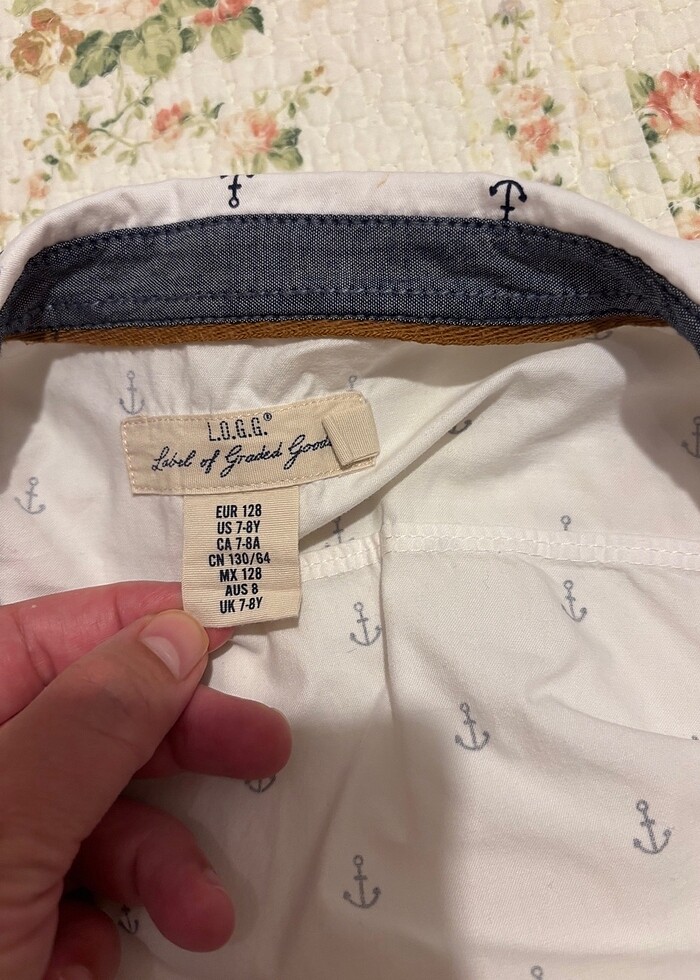 L.O.G.G.®
Label of Graded Goods
EUR 128
US 7-8Y
CA 7-8A
CN 130/64
MX 128
AUS 8
UK 7-8Y